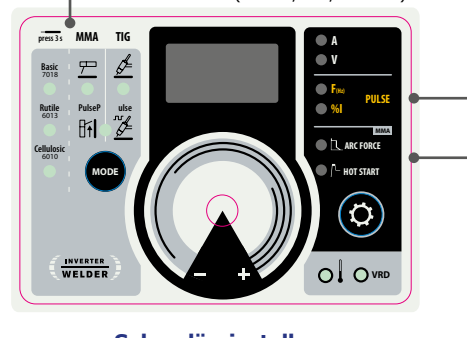 press 3 s MMA TIG
Basic
7018
Rutile
6013
Cellulosic
6010
PulseP ulse
MODE
INVERTER
WELDER
− +
A
V
F(Hz)
%I
PULSE
MMA
ARC FORCE
HOT START
VRD